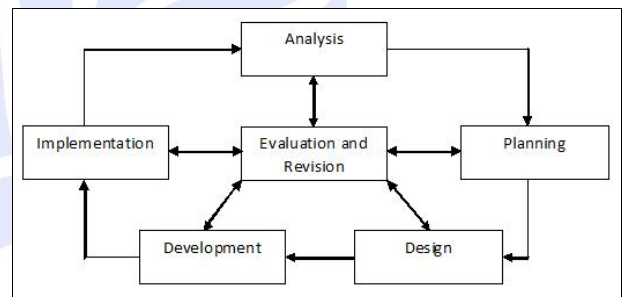 Analysis
Implementation
Evaluation and
Revision
Planning
Development
Design